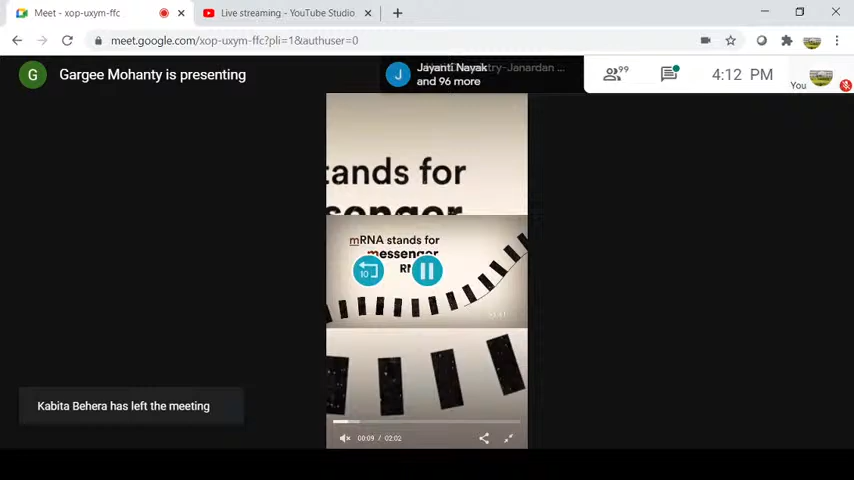 Meet - xop-uxym-ffc
Live streaming - YouTube Studio
meet.google.com/xop-uxym-ffc?pli=1&authuser=0
G
Gargee Mohanty is presenting
J
Jayanti Nayak
and 96 more
99
4:12 PM
You
tands for
senger
mRNA stands for
messenger
10
Kabita Behera has left the meeting
00:09 / 02:02